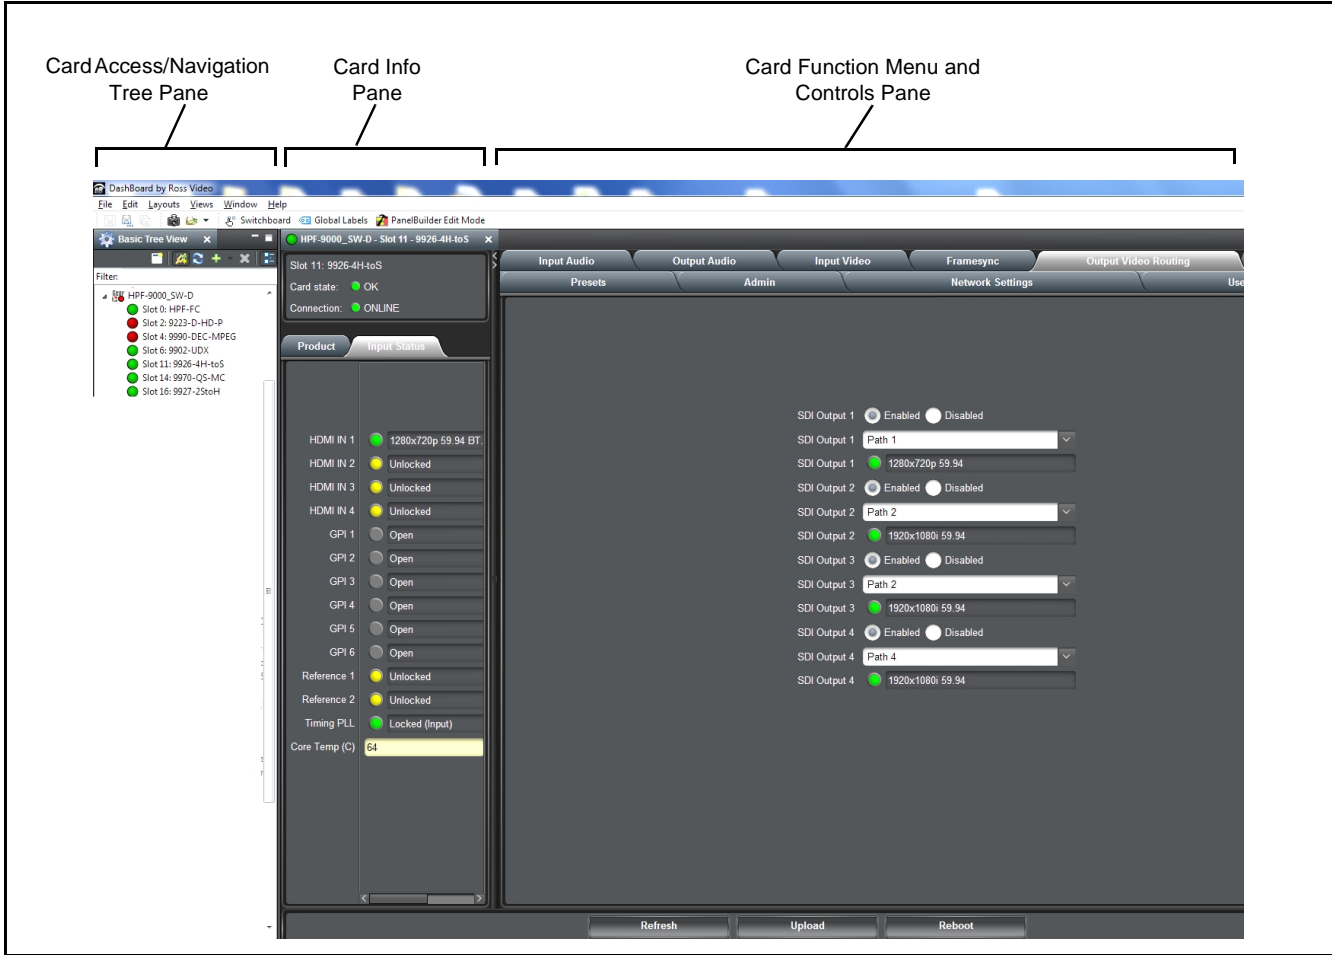 Card Access/Navigation
Tree Pane
Card Info
Pane
Card Function Menu and
Controls Pane
DashBoard by Ross Video
File Edit Layouts Views Window Help
Switchboard Global Labels PanelBuilder Edit Mode
Basic Tree View
Filter:
HPF-9000_SW-D
Slot 0: HPF-FC
Slot 2: 9223-D-HD-P
Slot 4: 9990-DEC-MPEG
Slot 6: 9902-UDX
Slot 11: 9926-4H-toS
Slot 14: 9970-QS-MC
Slot 16: 9927-2StoH
HPF-9000_SW-D - Slot 11 - 9926-4H-toS
Slot 11: 9926-4H-toS
Card state: OK
Connection: ONLINE
Product Input Status
HDMI IN 1 1280x720p 59.94 BT.
HDMI IN 2 Unlocked
HDMI IN 3 Unlocked
HDMI IN 4 Unlocked
GPI 1 Open
GPI 2 Open
GPI 3 Open
GPI 4 Open
GPI 5 Open
GPI 6 Open
Reference 1 Unlocked
Reference 2 Unlocked
Timing PLL Locked (Input)
Core Temp (C) 64
Input Audio Output Audio Input Video Framesync Output Video Routing
Presets Admin Network Settings Use
SDI Output 1 Enabled Disabled
SDI Output 1 Path 1
SDI Output 1 1280x720p 59.94
SDI Output 2 Enabled Disabled
SDI Output 2 Path 2
SDI Output 2 1920x1080i 59.94
SDI Output 3 Enabled Disabled
SDI Output 3 Path 2
SDI Output 3 1920x1080i 59.94
SDI Output 4 Enabled Disabled
SDI Output 4 Path 4
SDI Output 4 1920x1080i 59.94
Refresh Upload Reboot